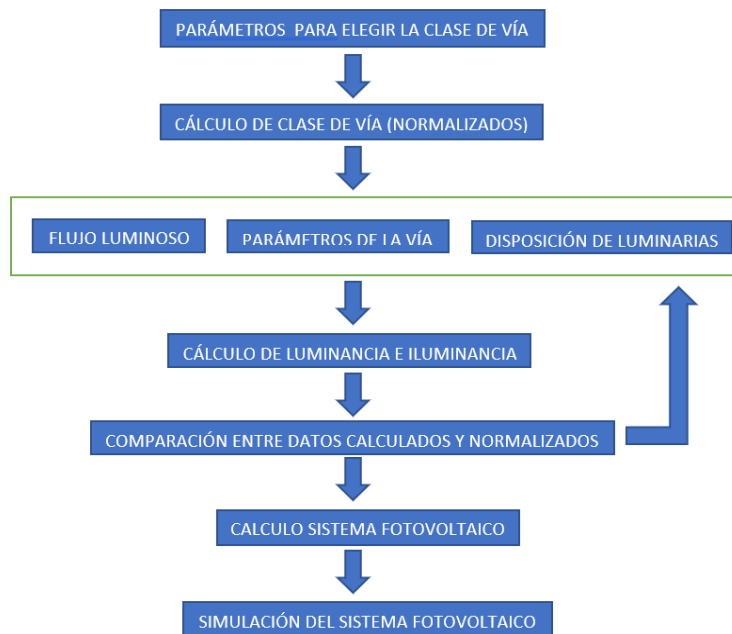 PARÁMETROS PARA ELEGIR LA CLASE DE VÍA
CÁLCULO DE CLASE DE VÍA (NORMALIZADOS)
FLUJO LUMINOSO
PARÁMETROS DE LA VÍA
DISPOSICIÓN DE LUMINARIAS
CÁLCULO DE LUMINANCIA E ILUMINANCIA
COMPARACIÓN ENTRE DATOS CALCULADOS Y NORMALIZADOS
CALCULO SISTEMA FOTOVOLTAICO
SIMULACIÓN DEL SISTEMA FOTOVOLTAICO